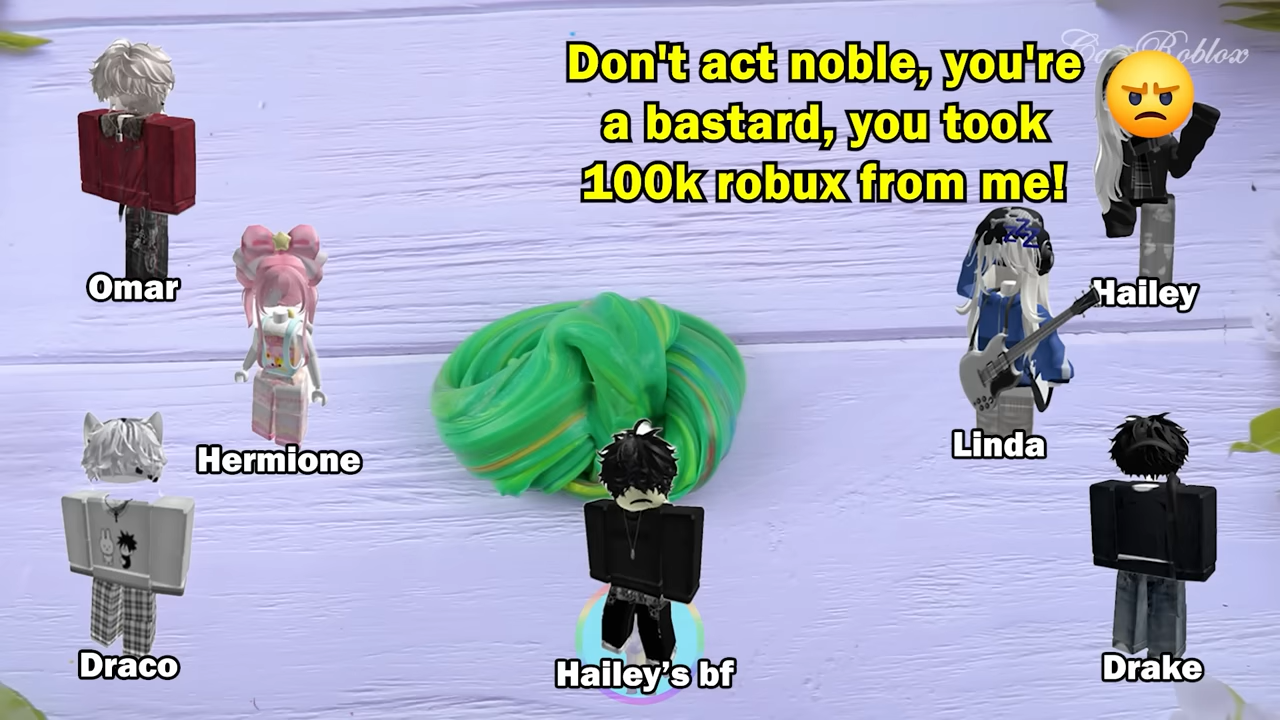 Don't act noble, you're
a bastard, you took
100k robux from me!
Omar
Hailey
zzz
Hermione
Linda
Draco
Hailey's bf
Drake